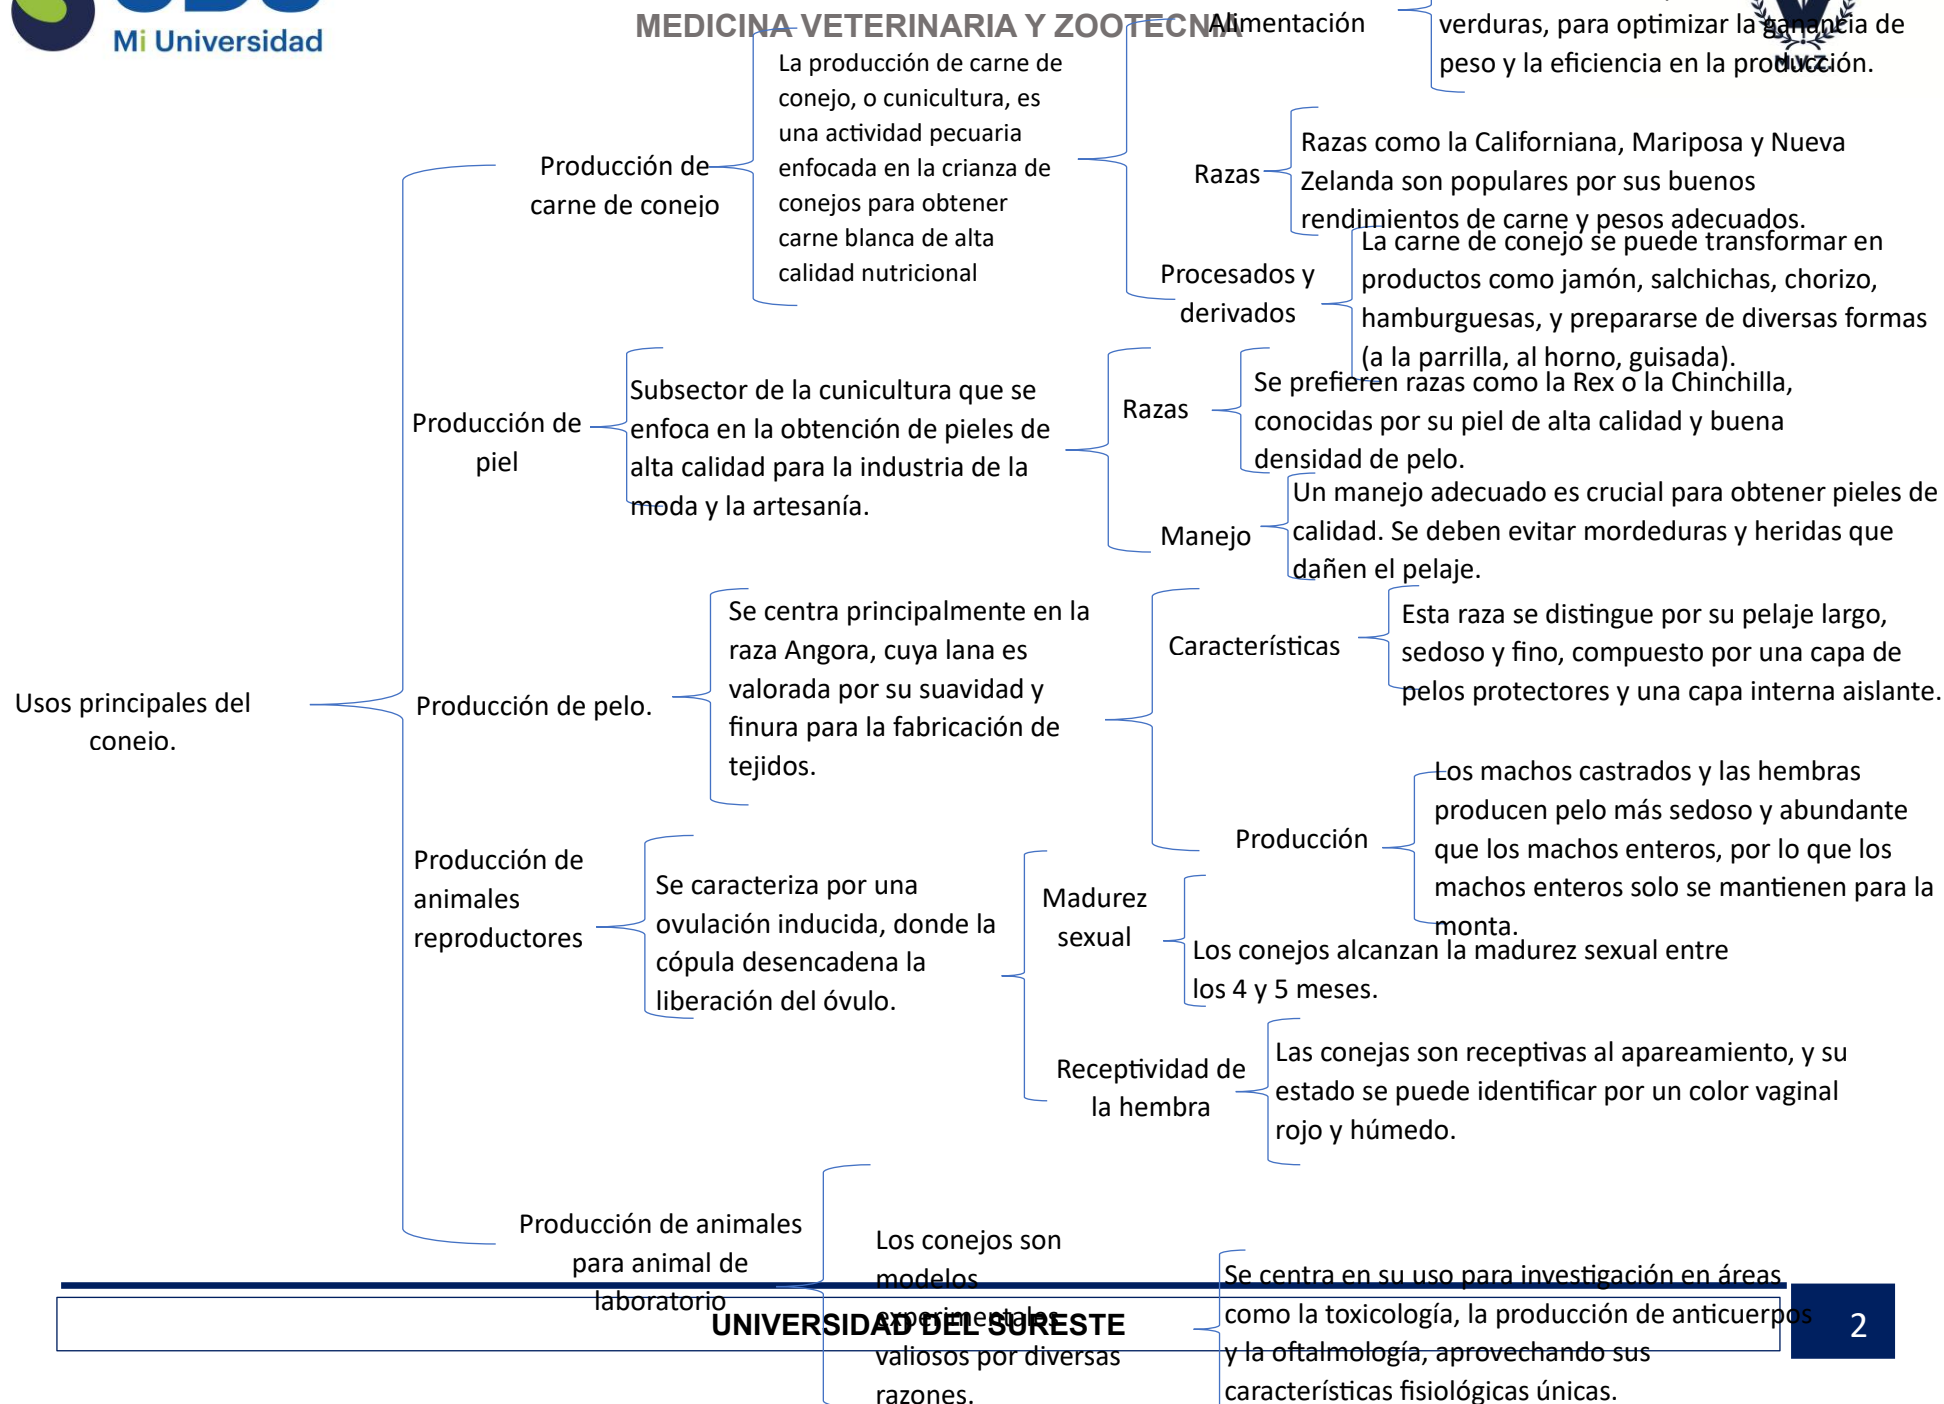 Mi Universidad
MEDICINA VETERINARIA Y ZOOTECNIA
Alimentación
verduras, para optimizar la ganancia de
peso y la eficiencia en la producción.
M.V.Z.
Producción de
carne de conejo
La producción de carne de
conejo, o cunicultura, es
una actividad pecuaria
enfocada en la crianza de
conejos para obtener
carne blanca de alta
calidad nutricional
Razas
Razas como la Californiana, Mariposa y Nueva
Zelanda son populares por sus buenos
rendimientos de carne y pesos adecuados.
Procesados y
derivados
La carne de conejo se puede transformar en
productos como jamón, salchichas, chorizo,
hamburguesas, y prepararse de diversas formas
(a la parrilla, al horno, guisada).
Producción de
piel
Subsector de la cunicultura que se
enfoca en la obtención de pieles de
alta calidad para la industria de la
moda y la artesanía.
Razas
Se prefieren razas como la Rex o la Chinchilla,
conocidas por su piel de alta calidad y buena
densidad de pelo.
Manejo
Un manejo adecuado es crucial para obtener pieles de
calidad. Se deben evitar mordeduras y heridas que
dañen el pelaje.
Usos principales del
conejo.
Producción de pelo.
Se centra principalmente en la
raza Angora, cuya lana es
valorada por su suavidad y
finura para la fabricación de
tejidos.
Características
Esta raza se distingue por su pelaje largo,
sedoso y fino, compuesto por una capa de
pelos protectores y una capa interna aislante.
Producción
Los machos castrados y las hembras
producen pelo más sedoso y abundante
que los machos enteros, por lo que los
machos enteros solo se mantienen para la
monta.
Producción de
animales
reproductores
Se caracteriza por una
ovulación inducida, donde la
cópula desencadena la
liberación del óvulo.
Madurez
sexual
Los conejos alcanzan la madurez sexual entre
los 4 y 5 meses.
Receptividad de
la hembra
Las conejas son receptivas al apareamiento, y su
estado se puede identificar por un color vaginal
rojo y húmedo.
Producción de animales
para animal de
laboratorio
Los conejos son
modelos
experimentales
valiosos por diversas
razones.
Se centra en su uso para investigación en áreas
como la toxicología, la producción de anticuerpos
y la oftalmología, aprovechando sus
características fisiológicas únicas.
UNIVERSIDAD DEL SURESTE
2